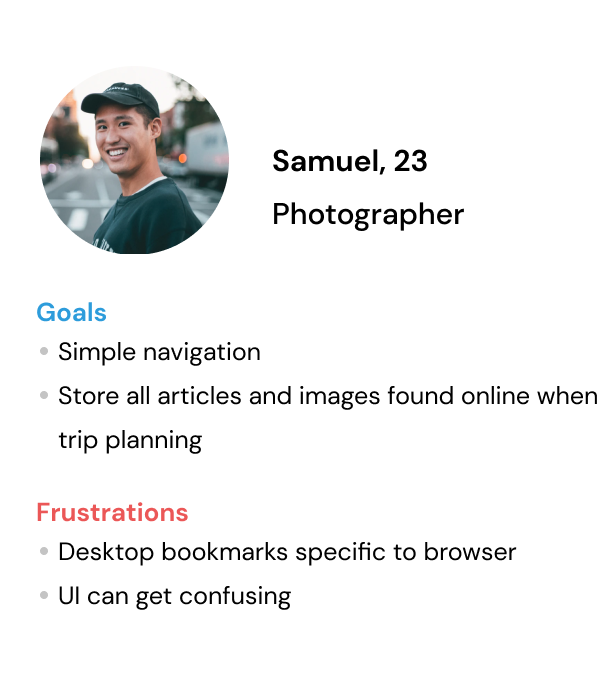 Samuel, 23
Photographer
Goals
Simple navigation
Store all articles and images found online when
trip planning
Frustrations
Desktop bookmarks specific to browser
UI can get confusing